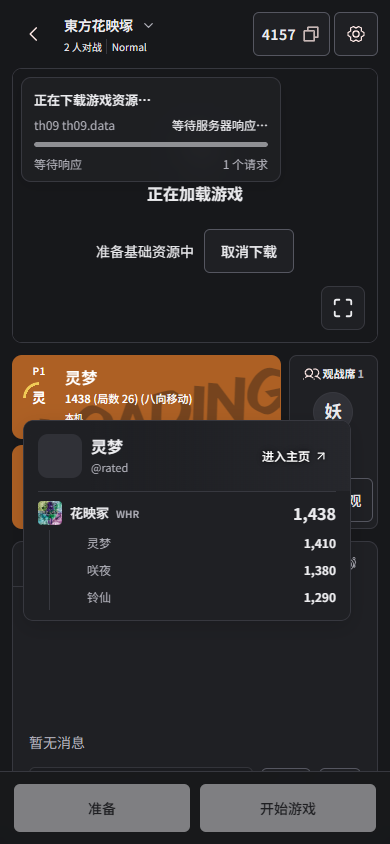 東方花映塚
2 人对战 Normal
4157
正在下载游戏资源…
th09 th09.data 等待服务器响应…
等待响应 1 个请求
正在加载游戏
准备基础资源中 取消下载
P1
灵
灵梦
1438 (局数 26) (八向移动)
本机
LOADING
观战席 1
妖
观
灵梦
@rated
进入主页
花映冢 WHR 1,438
灵梦 1,410
咲夜 1,380
铃仙 1,290
暂无消息
准备 开始游戏